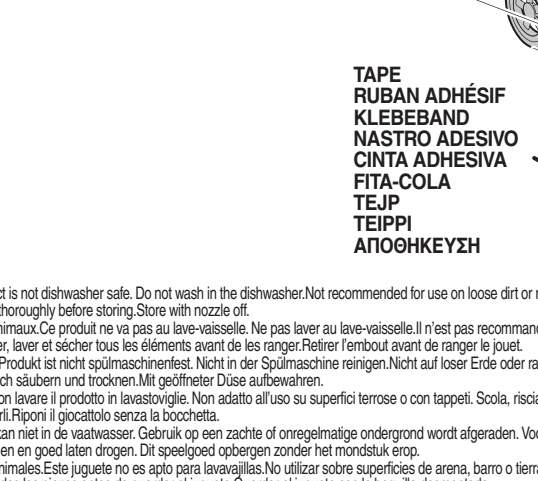 TAPE
RUBAN ADHÉSIF
KLEBEBAND
NASTRO ADESIVO
CINTA ADHESIVA
FITA-COLA
TEJP
TEIPPI
ΑΠΟΘΗΚΕΥΣΗ
is not dishwasher safe. Do not wash in the dishwasher.Not recommended for use on loose dirt or
thoroughly before storing.Store with nozzle off.
nimaux.Ce produit ne va pas au lave-vaisselle. Ne pas laver au lave-vaisselle.Il n'est pas recomman
er, laver et sécher tous les éléments avant de les ranger.Retirer l'embout avant de ranger le jouet.
Produkt ist nicht spülmaschinenfest. Nicht in der Spülmaschine reinigen.Nicht auf loser Erde oder ra
ch säubern und trocknen.Mit geöffneter Düse aufbewahren.
on lavare il prodotto in lavastoviglie. Non adatto all'uso su superfici terrose o con tappeti. Scola, riscia
rli.Riponi il giocattolo senza la bocchetta.
kan niet in de vaatwasser. Gebruik op een zachte of onregelmatige ondergrond wordt afgeraden. Vo
en en goed laten drogen. Dit speelgoed opbergen zonder het mondstuk erop.
nimales.Este juguete no es apto para lavavajillas.No utilizar sobre superficies de arena, barro o tierra